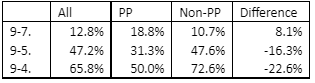 All PP Non-PP Difference
9-7. 12.8% 18.8% 10.7% 8.1%
9-5. 47.2% 31.3% 47.6% -16.3%
9-4. 65.8% 50.0% 72.6% -22.6%